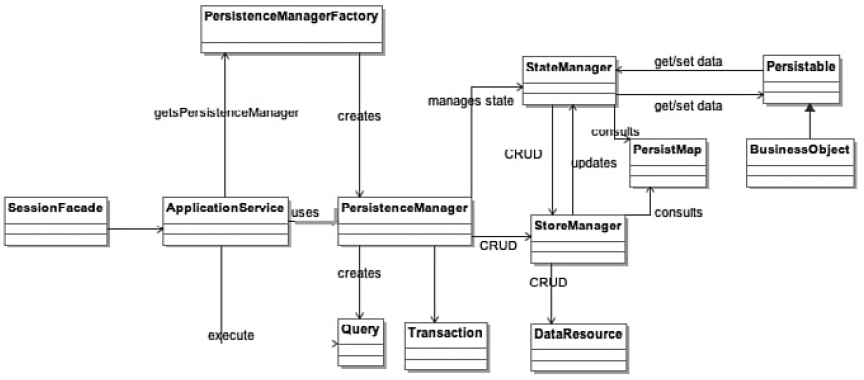 PersistenceManagerFactory
StateManager
get/set data
Persistable
getsPersistenceManager
creates
manages state
get/set data
consults
CRUD
updates
PersistMap
BusinessObject
SessionFacade
ApplicationService
uses
PersistenceManager
CRUD
StoreManager
consults
creates
CRUD
execute
Query
Transaction
DataResource